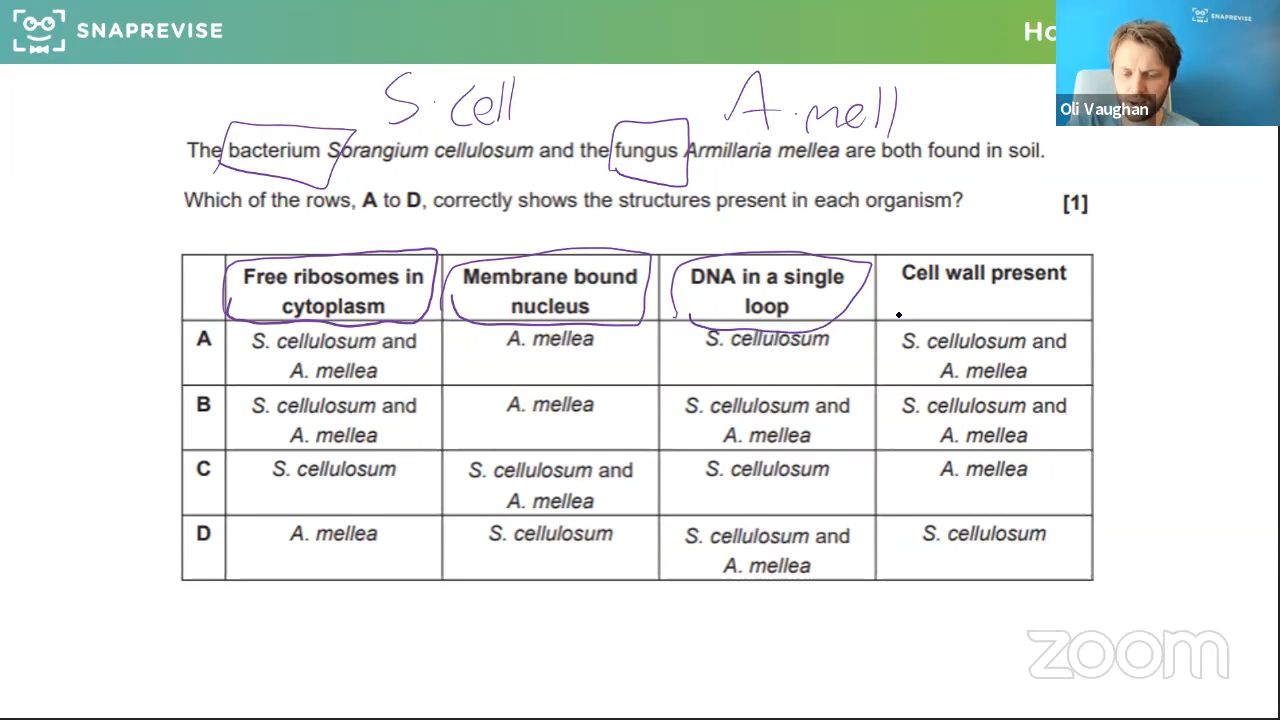 SNAPREVISE
Ho
SNAPREVISE
Oli Vaughan
S. cell
A. mell
The bacterium Sorangium cellulosum and the fungus Armillaria mellea are both found in soil.
Which of the rows, A to D, correctly shows the structures present in each organism? [1]
Free ribosomes in cytoplasm
Membrane bound nucleus
DNA in a single loop
Cell wall present
A
S. cellulosum and
A. mellea
A. mellea
S. cellulosum
S. cellulosum and
A. mellea
B
S. cellulosum and
A. mellea
A. mellea
S. cellulosum and
A. mellea
S. cellulosum and
A. mellea
C
S. cellulosum
S. cellulosum and
A. mellea
S. cellulosum
A. mellea
D
A. mellea
S. cellulosum
S. cellulosum and
A. mellea
S. cellulosum
zoom